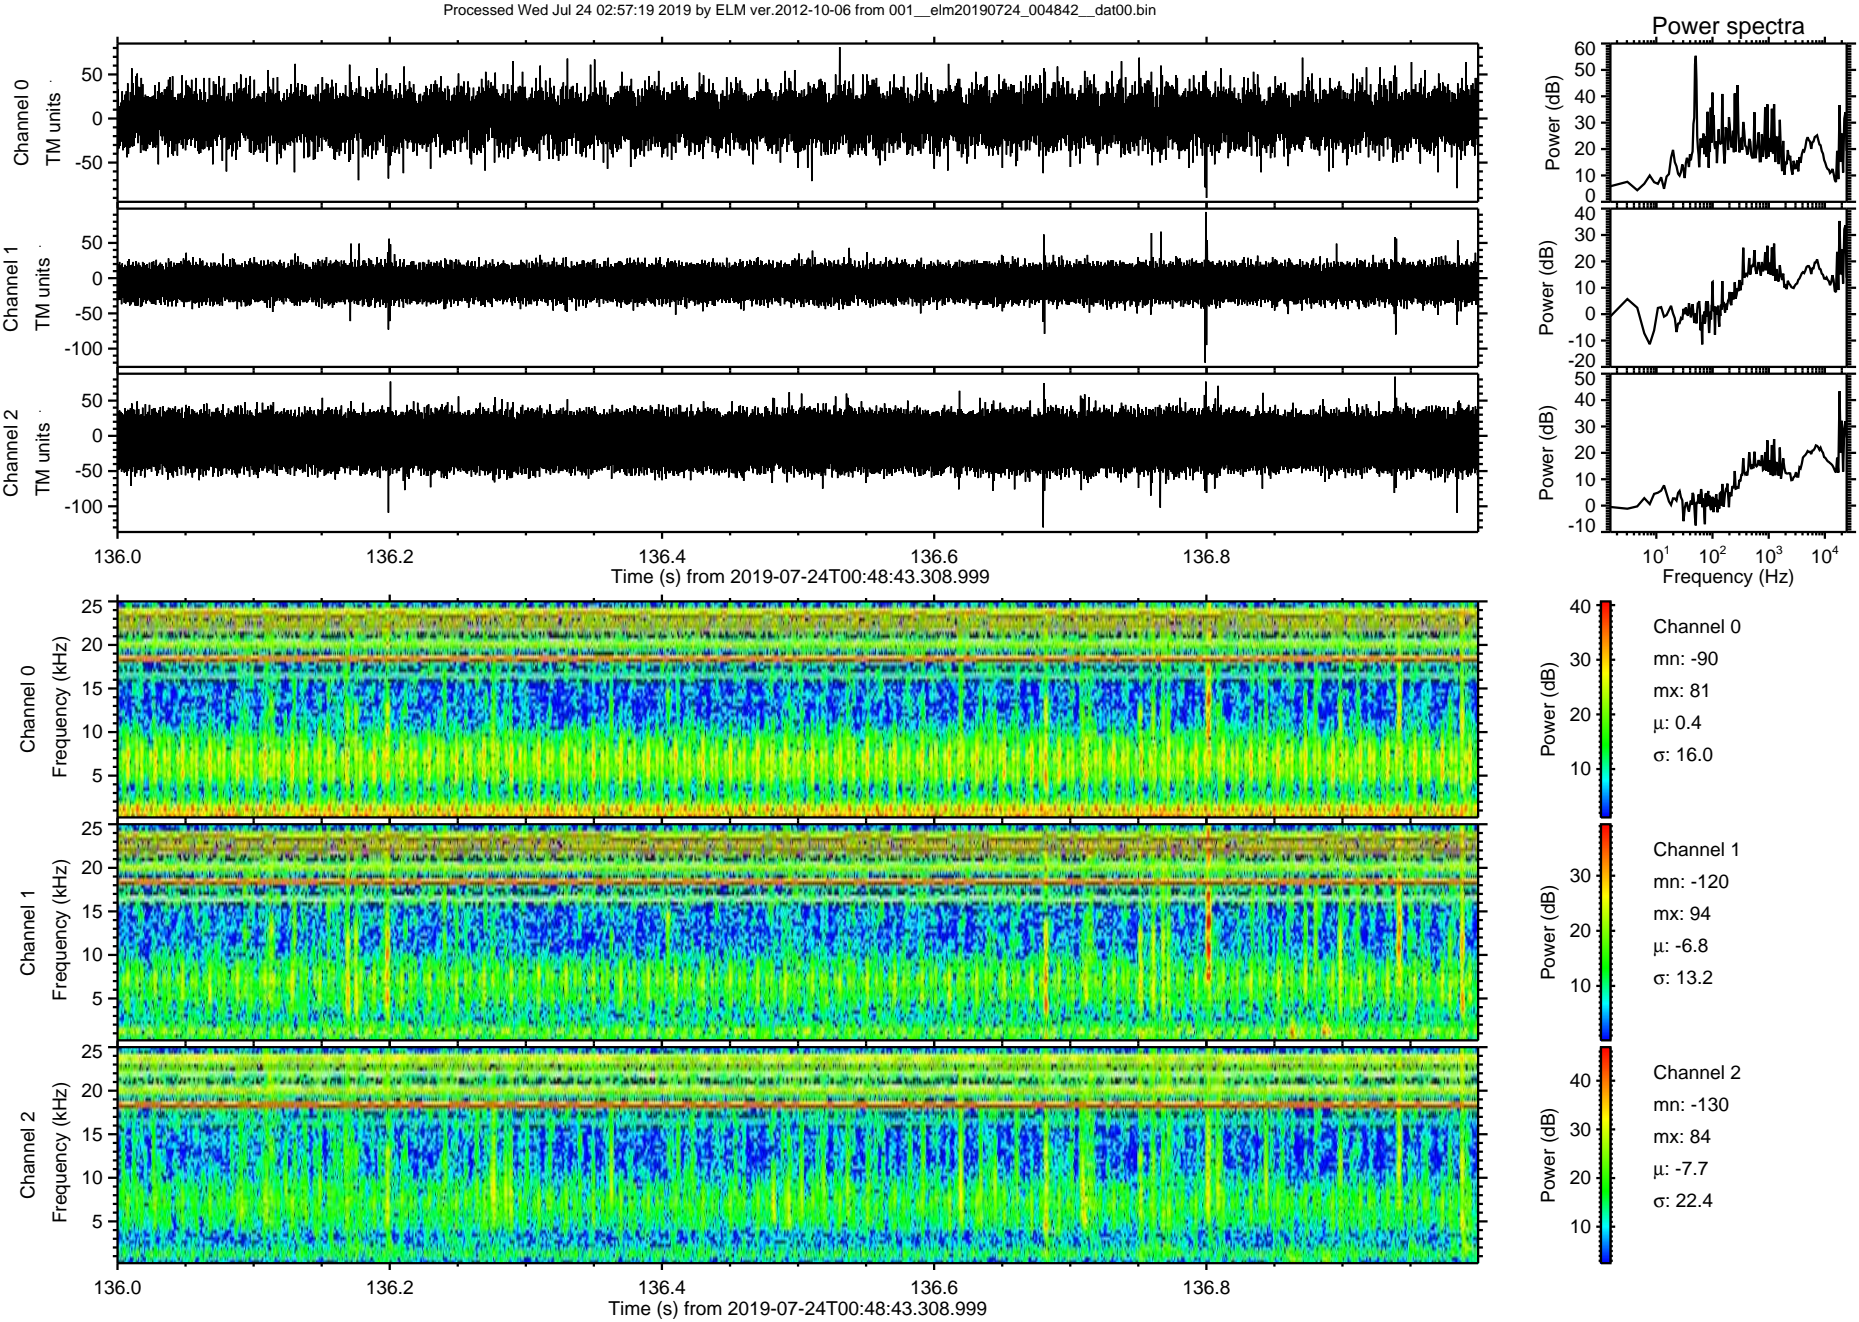 Processed Wed Jul 24 02:57:19 2019 by ELM ver.2012-10-06 from 001__elm20190724_004842__dat00.bin
Power spectra
Channel 0
TM units
50
0
-50
Power (dB)
60
50
40
30
20
10
0
Channel 1
TM units
50
0
-50
-100
Power (dB)
40
30
20
10
0
-10
-20
Channel 2
TM units
50
0
-50
-100
Power (dB)
50
40
30
20
10
0
-10
136.0 136.2 136.4 136.6 136.8
Time (s) from 2019-07-24T00:48:43.308.999
10^1 10^2 10^3 10^4
Frequency (Hz)
Channel 0
Frequency (kHz)
25
20
15
10
5
Power (dB)
40
30
20
10
Channel 0
mn: -90
mx: 81
µ: 0.4
σ: 16.0
Channel 1
Frequency (kHz)
25
20
15
10
5
Power (dB)
30
20
10
Channel 1
mn: -120
mx: 94
µ: -6.8
σ: 13.2
Channel 2
Frequency (kHz)
25
20
15
10
5
Power (dB)
40
30
20
10
Channel 2
mn: -130
mx: 84
µ: -7.7
σ: 22.4
136.0 136.2 136.4 136.6 136.8
Time (s) from 2019-07-24T00:48:43.308.999